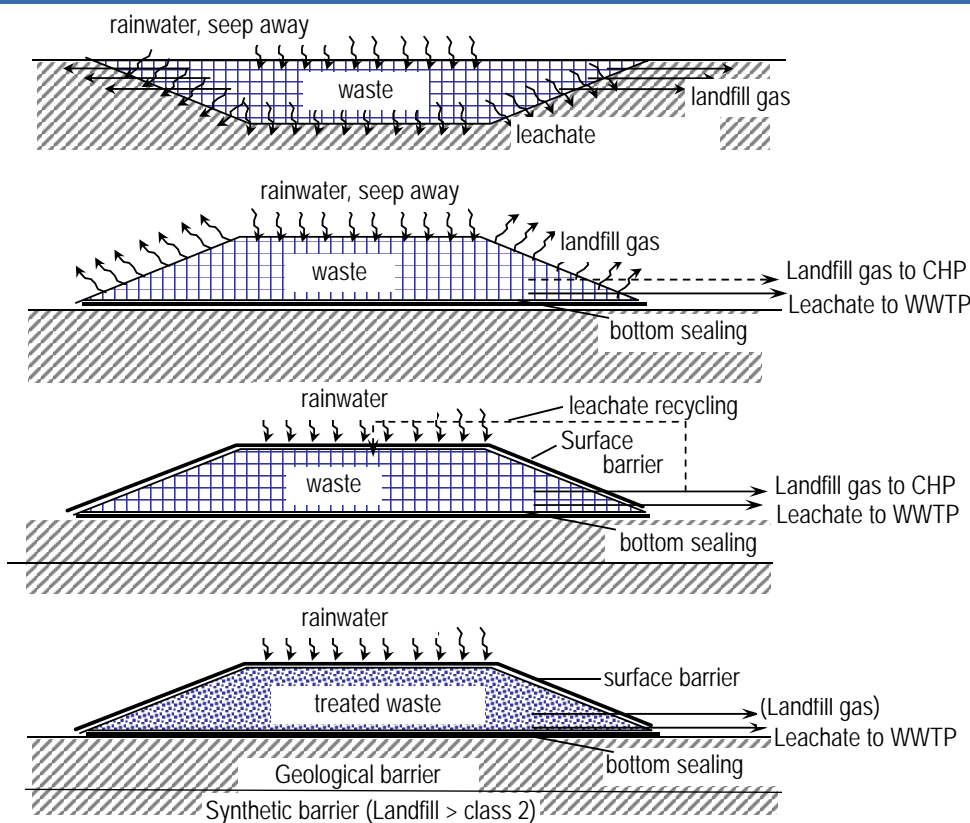 rainwater, seep away
waste
landfill gas
leachate
rainwater, seep away
landfill gas
waste
Landfill gas to CHP
Leachate to WWTP
bottom sealing
rainwater
leachate recycling
Surface
barrier
waste
Landfill gas to CHP
Leachate to WWTP
bottom sealing
rainwater
surface barrier
treated waste
(Landfill gas)
Leachate to WWTP
bottom sealing
Geological barrier
Synthetic barrier (Landfill > class 2)